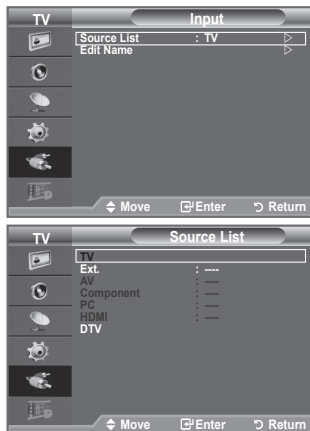 TV Input
Source List : TV
Edit Name
Move Enter Return
TV Source List
TV
Ext. : ----
AV : ----
Component : ----
PC : ----
HDMI : ----
DTV
Move Enter Return